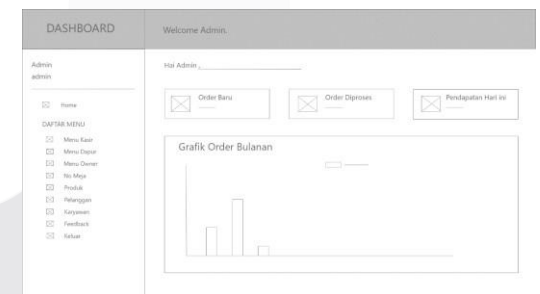 DASHBOARD
Welcome Admin.
Admin
admin
Home
DAFTAR MENU
Menu Kasir
Menu Dapur
Menu Owner
No Meja
Produk
Pelanggan
Karyawan
Feedback
Keluar
Hai Admin ,
Order Baru
Order Diproses
Pendapatan Hari ini
Grafik Order Bulanan